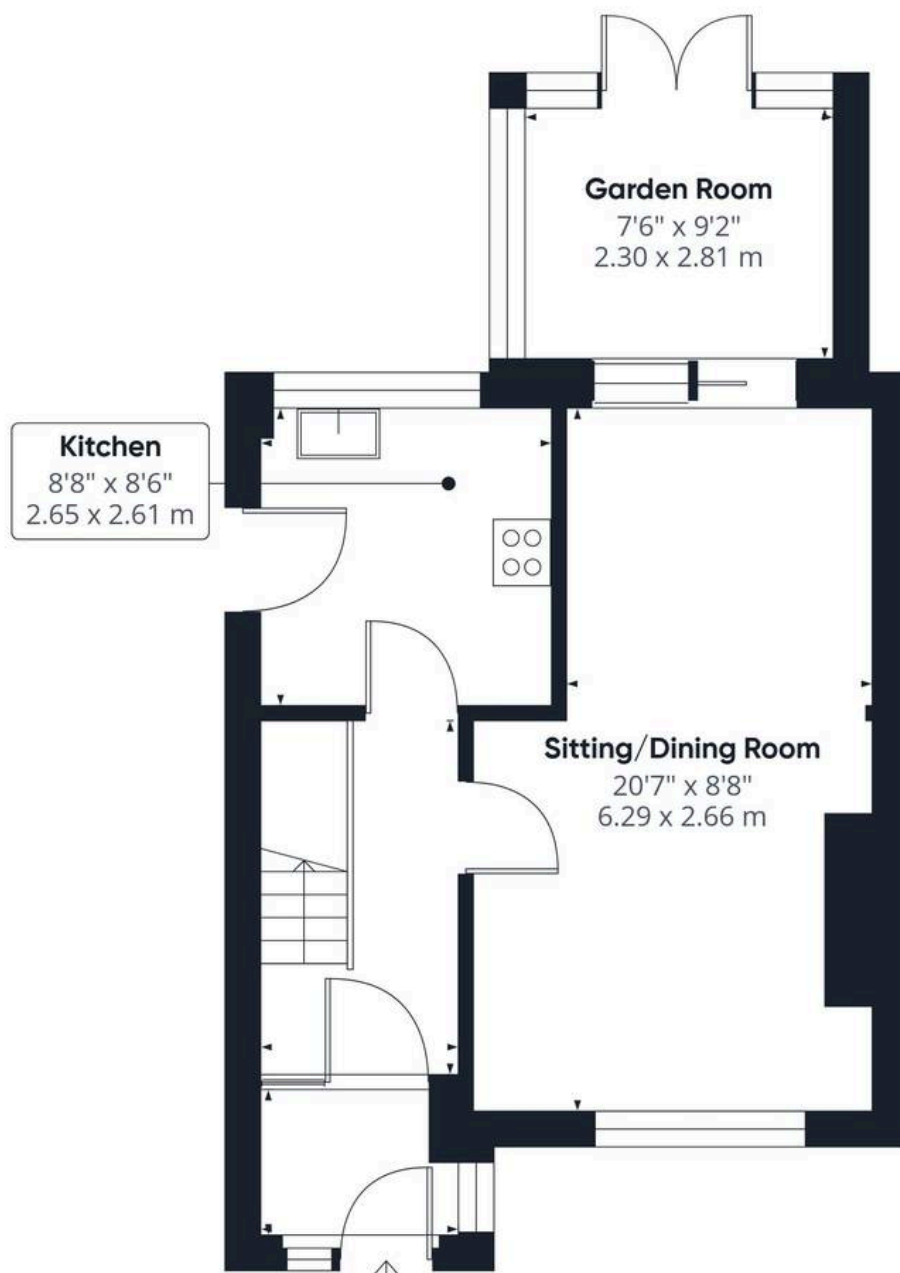 Garden Room
7'6" x 9'2"
2.30 x 2.81 m
Kitchen
8'8" x 8'6"
2.65 x 2.61 m
Sitting/Dining Room
20'7" x 8'8"
6.29 x 2.66 m